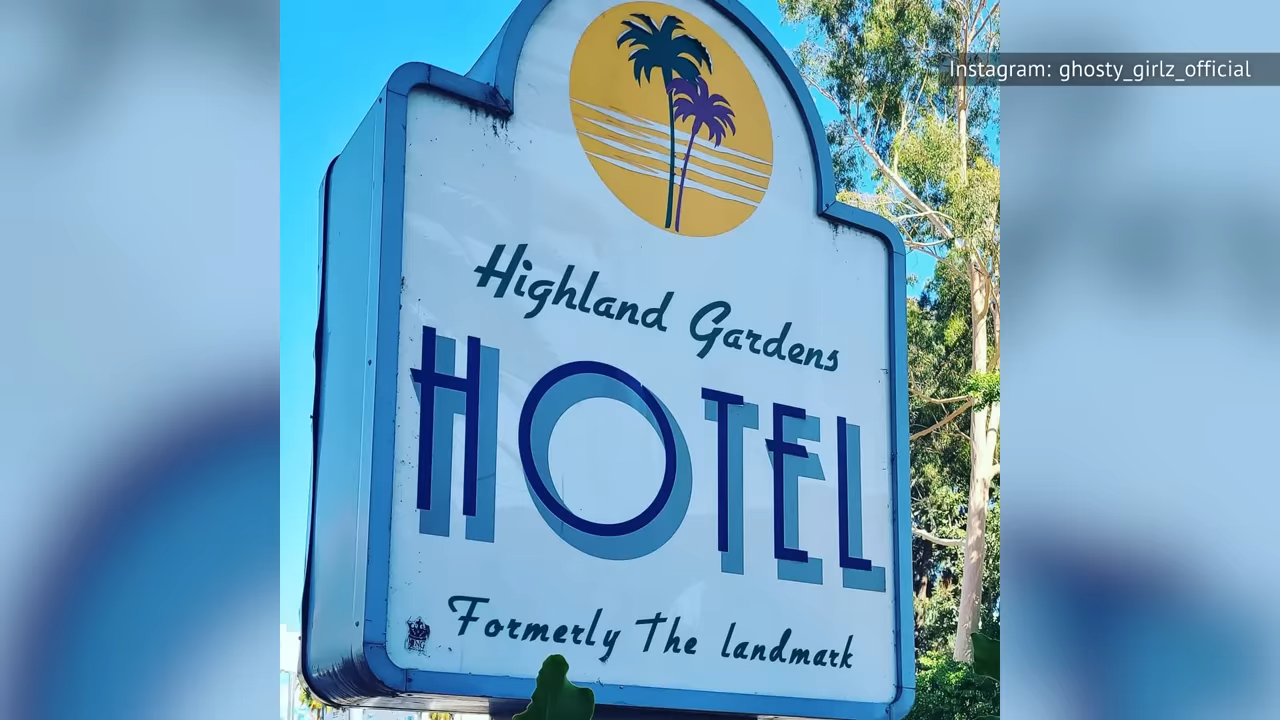 Instagram: ghosty_girlz_official
Highland Gardens
HOTEL
Formerly The landmark